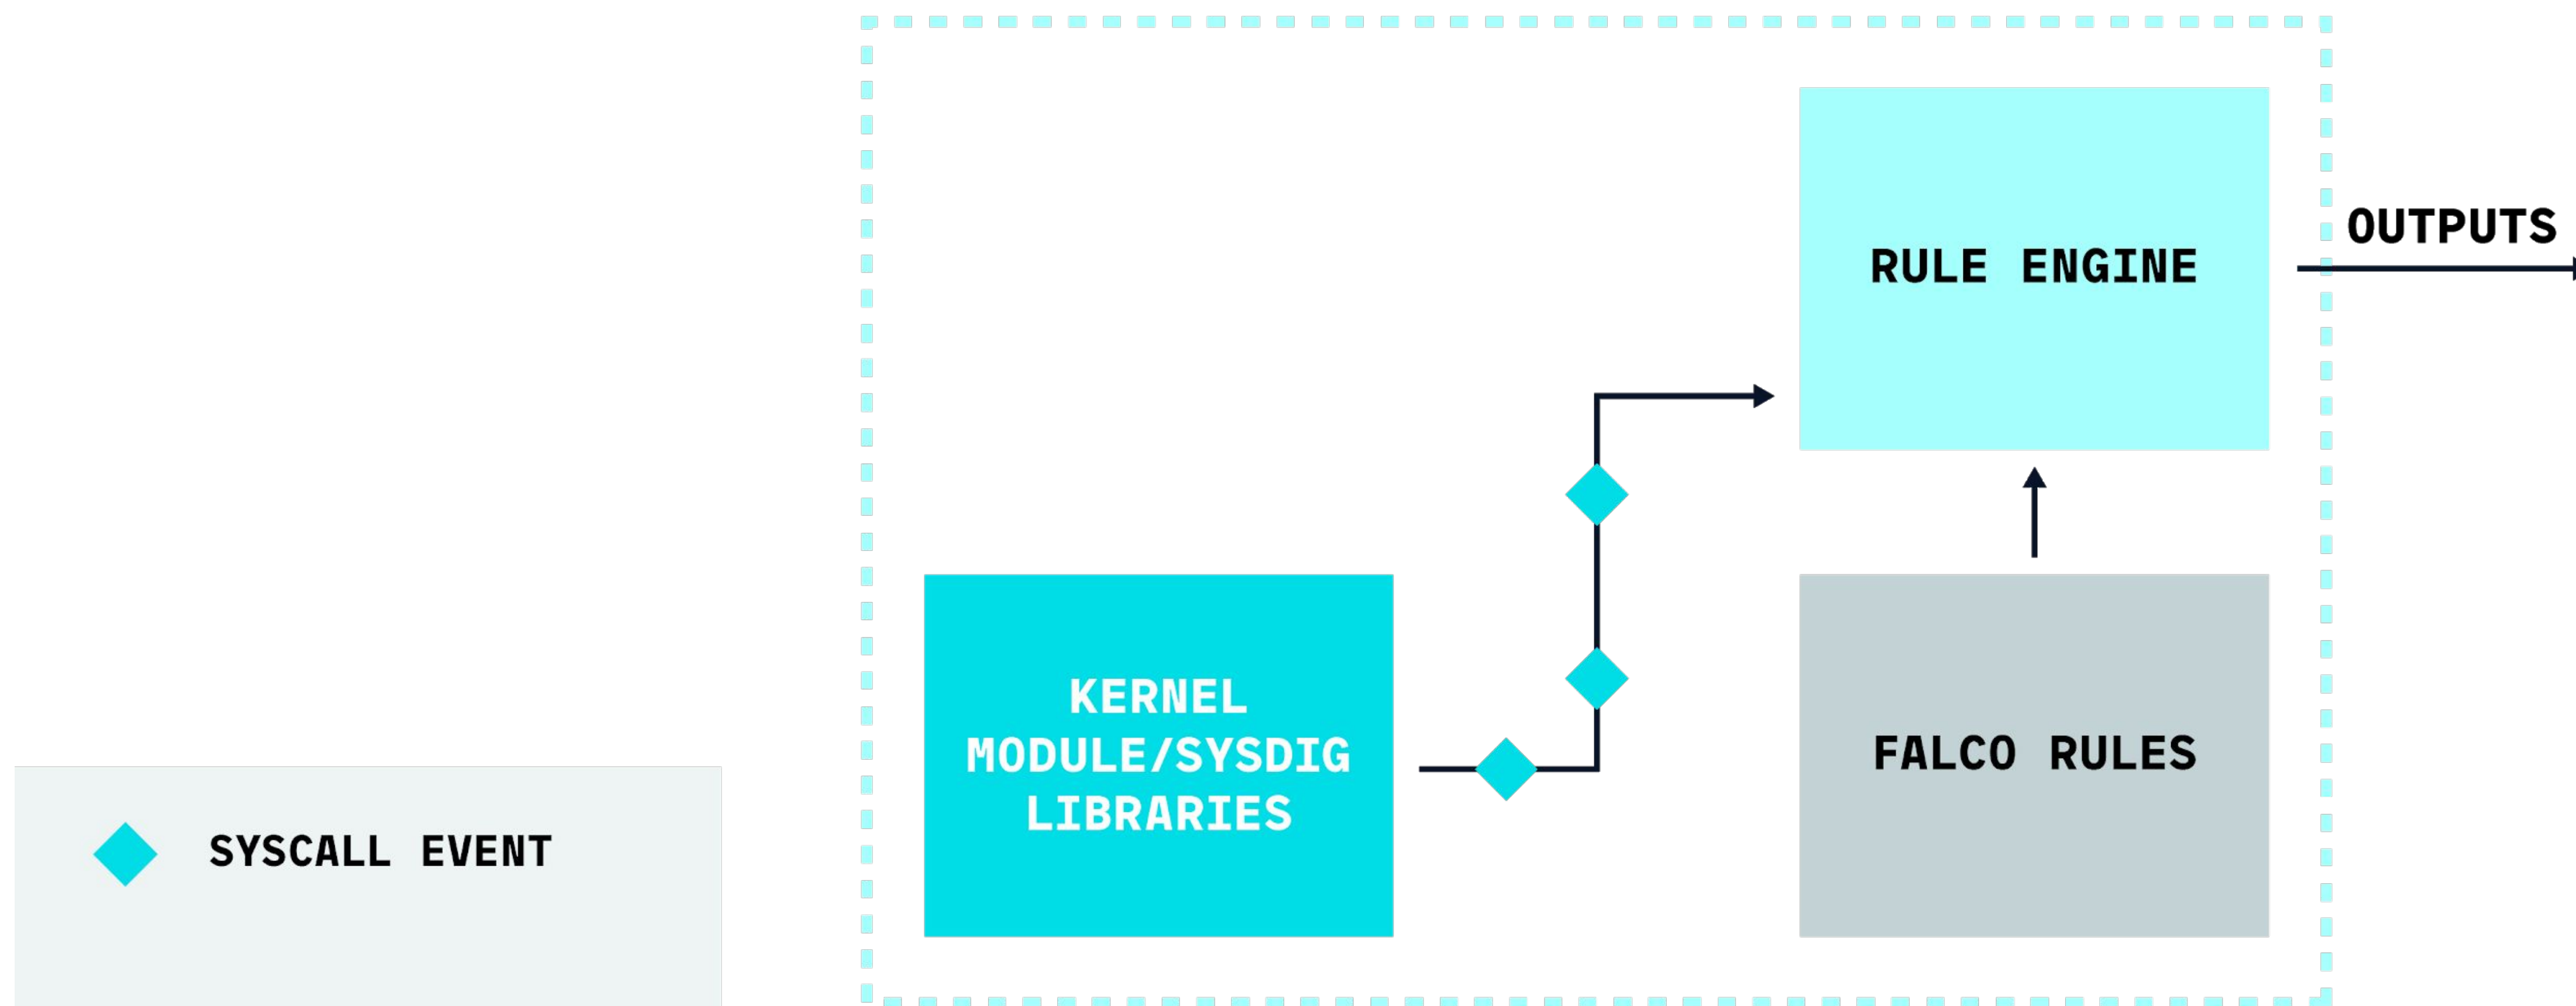 OUTPUTS
RULE ENGINE
KERNEL
MODULE/SYSDIG
LIBRARIES
FALCO RULES
SYSCALL EVENT